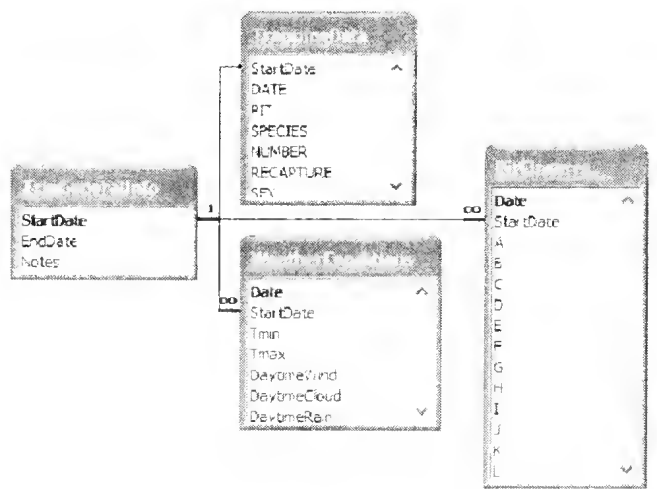 StartDate
DATE
PIT
SPECIES
NUMBER
RECAPTURE
SEX
StartDate
EndDate
Notes
1
∞
Date
StartDate
A
B
C
D
E
F
G
H
I
J
K
L
∞
Date
StartDate
Tmin
Tmax
DaytimeWind
DaytimeCloud
DaytimeRain